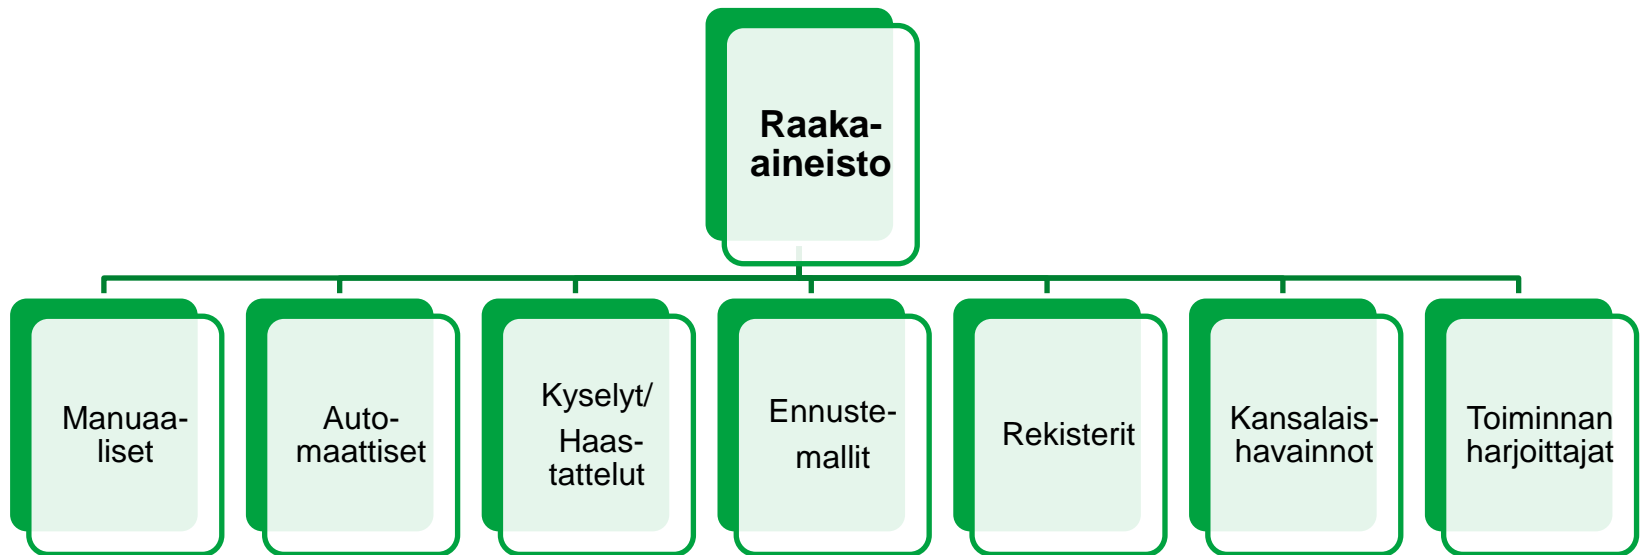 Raaka-
aineisto
Manuaa-
liset
Auto-
maattiset
Kyselyt/
Haas-
tattelut
Ennuste-
mallit
Rekisterit
Kansalais-
havainnot
Toiminnan
harjoittajat